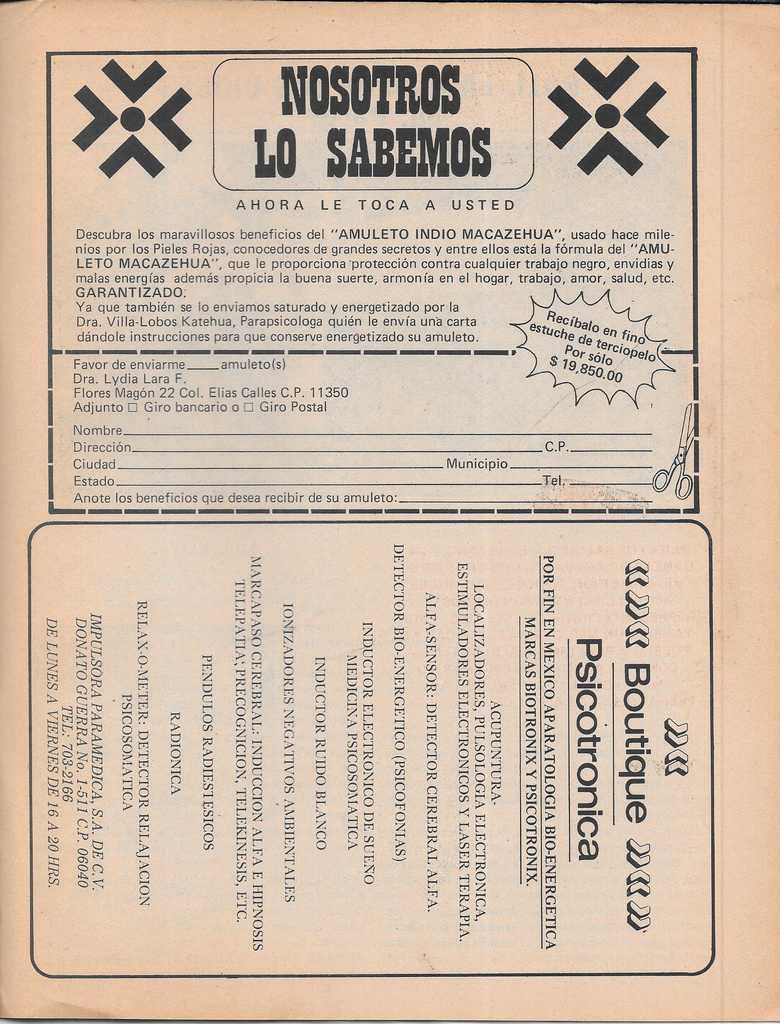 NOSOTROS
LO SABEMOS
AHORA LE TOCA A USTED
Descubra los maravillosos beneficios del "AMULETO INDIO MACAZEHUA", usado hace mile-
nios por los Pieles Rojas, conocedores de grandes secretos y entre ellos está la fórmula del "AMU-
LETO MACAZEHUA", que le proporciona protección contra cualquier trabajo negro, envidias y
malas energías además propicia la buena suerte, armonía en el hogar, trabajo, amor, salud, etc.
GARANTIZADO.
Ya que también se lo enviamos saturado y energetizado por la
Dra. Villa-Lobos Katehua, Parapsicologa quién le envía una carta
dándole instrucciones para que conserve energetizado su amuleto.
Recíbalo en fino
estuche de terciopelo
Por sólo
$ 19,850.00
Favor de enviarme____ amuleto(s)
Dra. Lydia Lara F.
Flores Magón 22 Col. Elias Calles C.P. 11350
Adjunto □ Giro bancario o □ Giro Postal
Nombre
Dirección C.P.
Ciudad Municipio
Estado Tel.
Anote los beneficios que desea recibir de su amuleto:
Boutique
Psicotronica
POR FIN EN MEXICO APARATOLOGIA BIO-ENERGETICA
MARCAS BIOTRONIX Y PSICOTRONIX.
ACUPUNTURA-
LOCALIZADORES, PULSOLOGIA ELECTRONICA,
ESTIMULADORES ELECTRONICOS Y LASER TERAPIA.
ALFA-SENSOR: DETECTOR CEREBRAL ALFA.
DETECTOR BIO-ENERGETICO (PSICOFONIAS)
INDUCTOR ELECTRONICO DE SUEÑO
MEDICINA PSICOSOMATICA
INDUCTOR RUIDO BLANCO
IONIZADORES NEGATIVOS AMBIENTALES
MARCAPASO CEREBRAL: INDUCCION ALFA E HIPNOSIS
TELEPATIA; PRECOGNICION, TELEKINESIS, ETC.
PENDULOS RADIESTESICOS
RADIONICA
RELAX-O-METER: DETECTOR RELAJACION
PSICOSOMATICA
IMPULSORA PARAMEDICA, S.A. DE C.V.
DONATO GUERRA No. 1-511 C.P. 06040
TEL: 703-2166
DE LUNES A VIERNES DE 16 A 20 HRS.